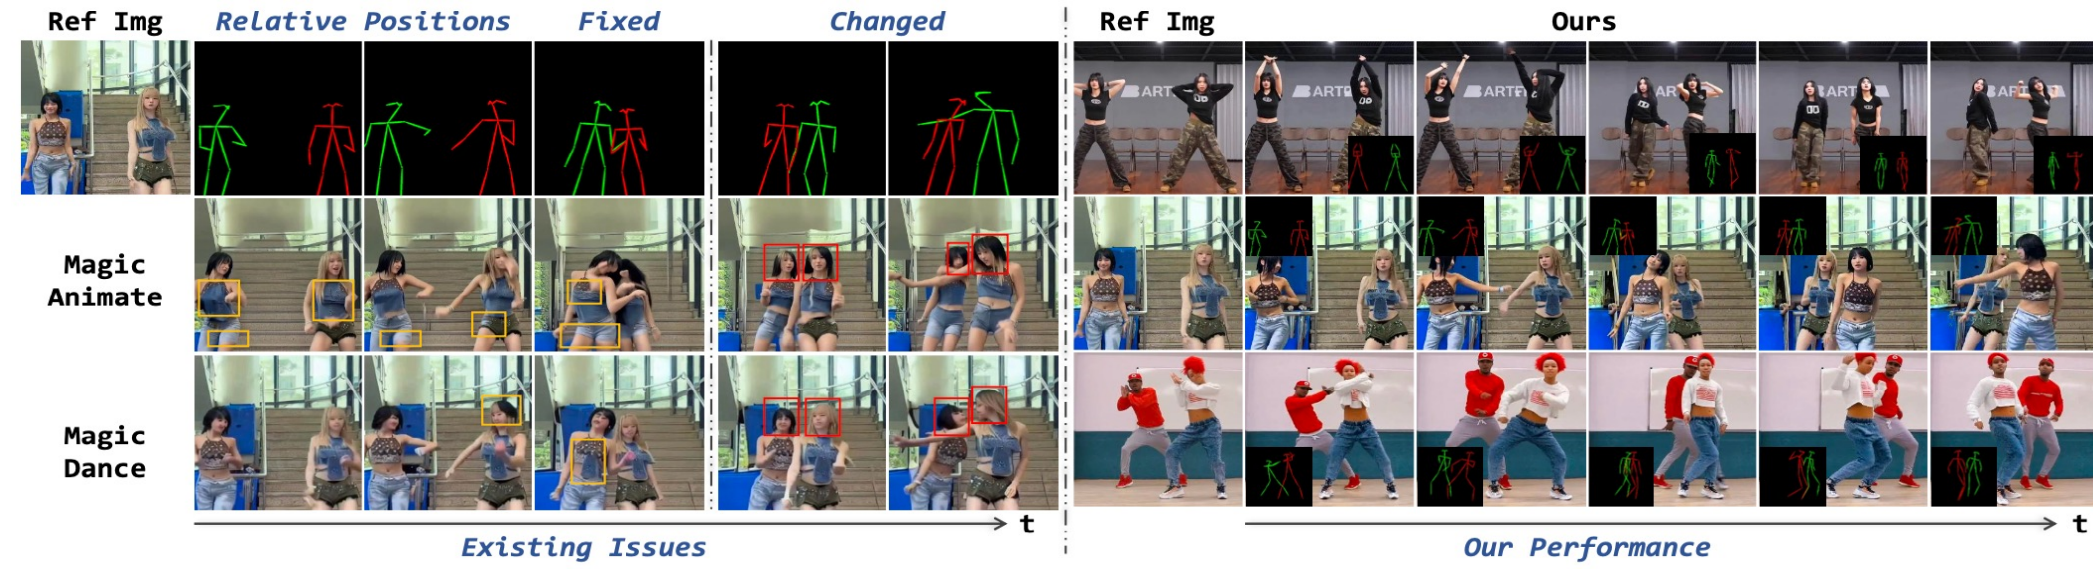 Ref Img
Relative Positions
Fixed
Changed
Ref Img
Ours
Magic
Animate
Magic
Dance
t
Existing Issues
t
Our Performance